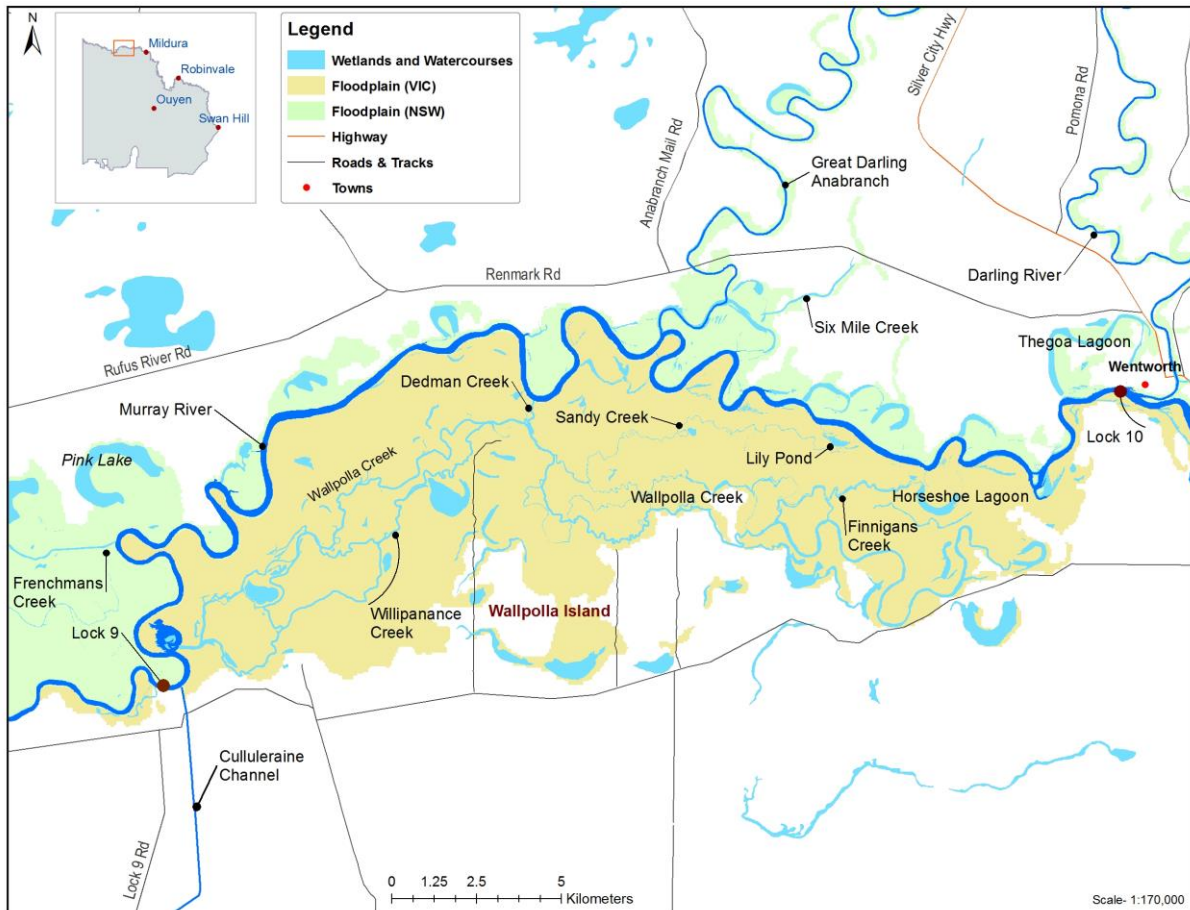 N
Mildura
Robinvale
Ouyen
Swan Hill
Legend
Wetlands and Watercourses
Floodplain (VIC)
Floodplain (NSW)
Highway
Roads & Tracks
Towns
Silver City Hwy
Pomona Rd
Anabranch Mail Rd
Great Darling
Anabranch
Darling River
Renmark Rd
Six Mile Creek
Rufus River Rd
Thegoa Lagoon
Wentworth
Dedman Creek
Murray River
Sandy Creek
Lock 10
Pink Lake
Wallpolla Creek
Lily Pond
Wallpolla Creek
Horseshoe Lagoon
Finnigans
Creek
Frenchmans
Creek
Willipanance
Creek
Wallpolla Island
Lock 9
Culluleraine
Channel
Lock 9 Rd
0 1.25 2.5 5
Kilometers
Scale- 1:170,000